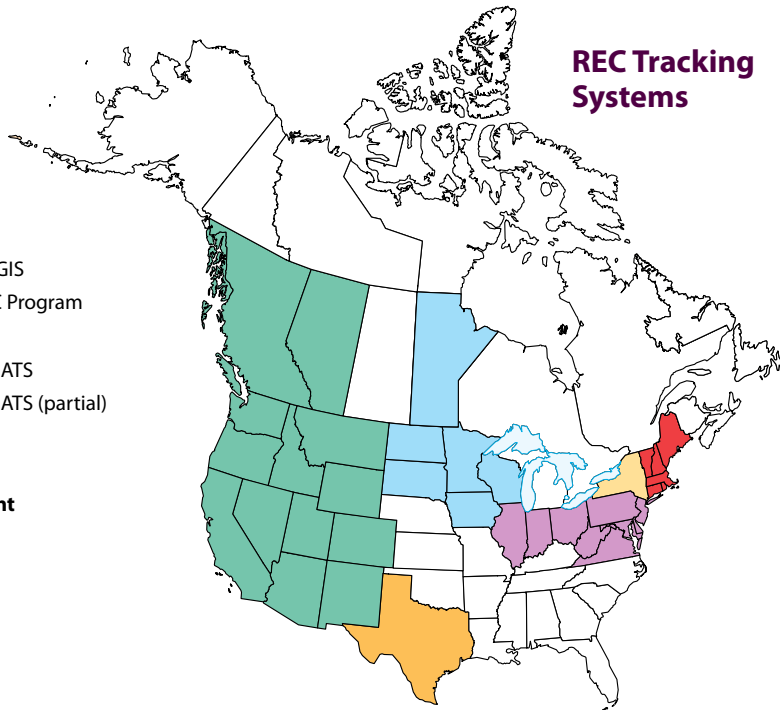 REC Tracking
Systems
GIS
Program
ATS
ATS (partial)
nt